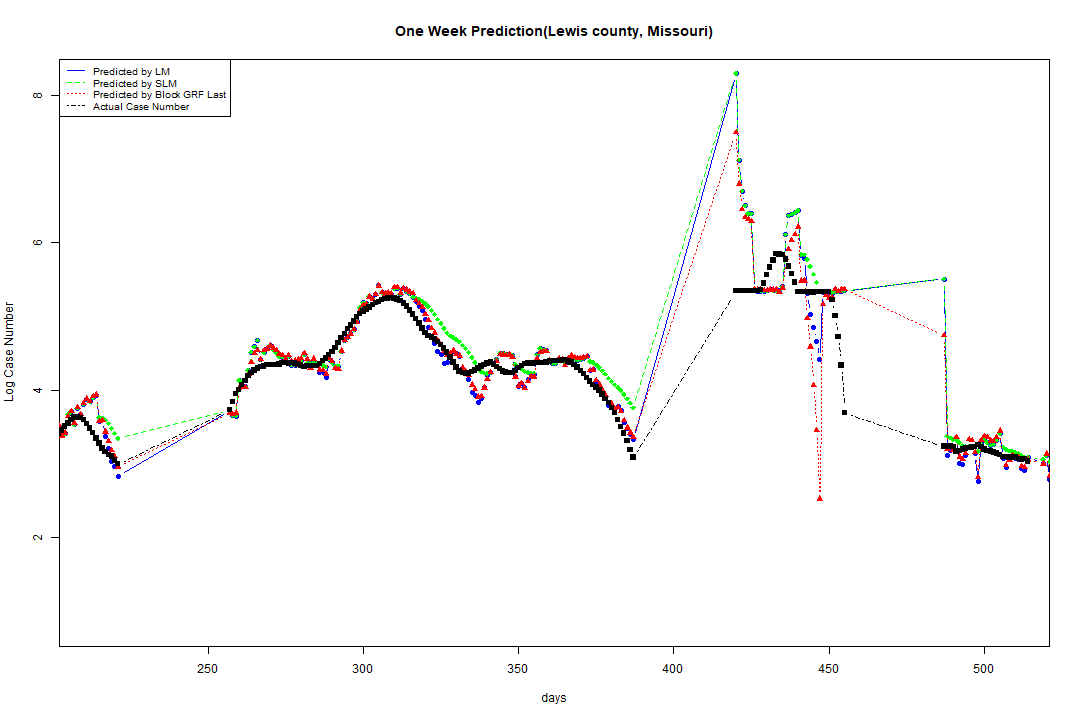 One Week Prediction(Lewis county, Missouri)
Predicted by LM
Predicted by SLM
Predicted by Block GRF Last
Actual Case Number
Log Case Number
8
6
4
2
250 300 350 400 450 500
days